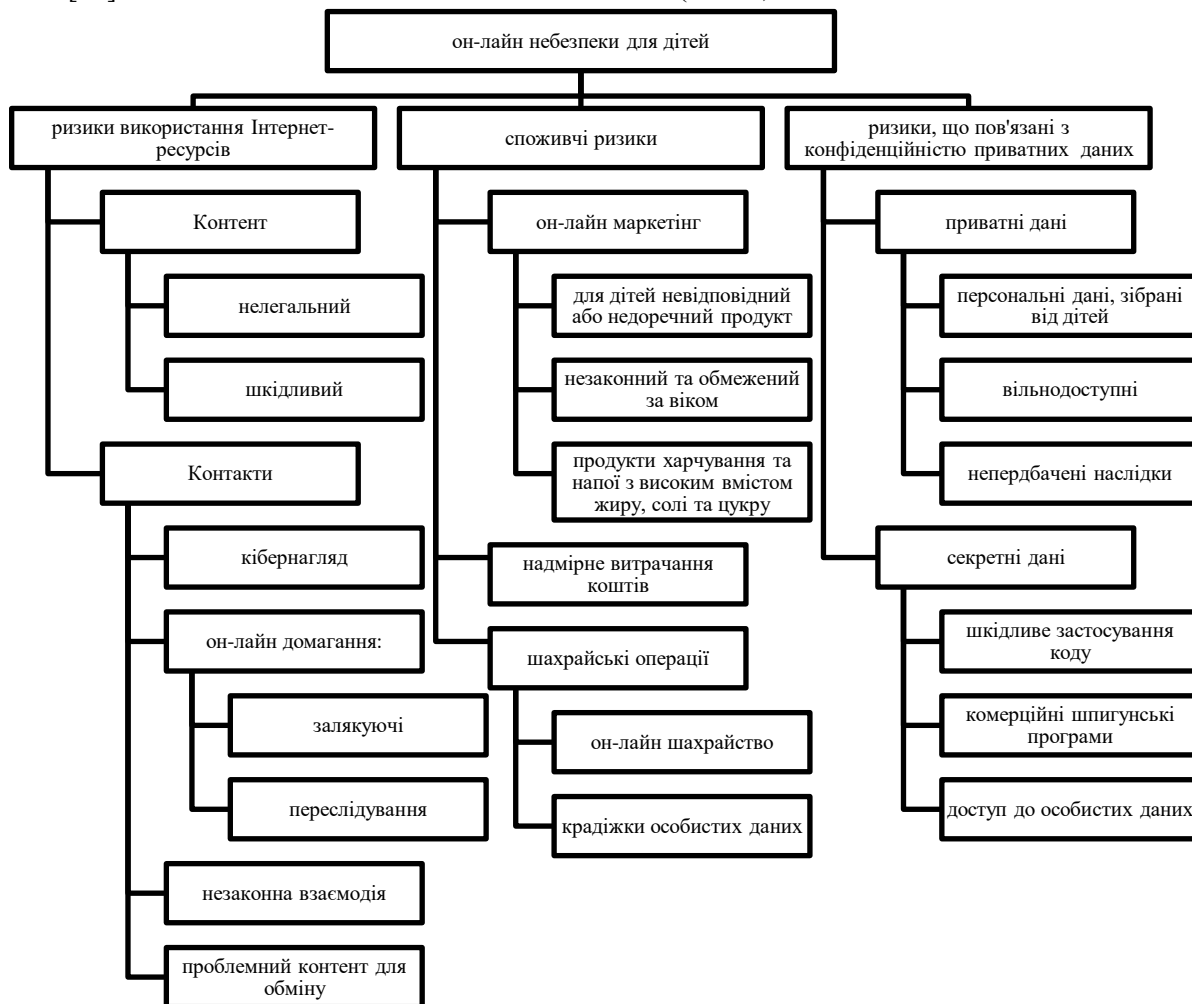 он-лайн небезпеки для дітей
ризики використання Інтернет-
ресурсів
Контент
нелегальний
шкідливий
Контакти
кібернагляд
он-лайн домагання:
залякуючі
переслідування
незаконна взаємодія
проблемний контент для
обміну
споживчі ризики
он-лайн маркетінг
для дітей невідповідний
або недоречний продукт
незаконний та обмежений
за віком
продукти харчування та
напої з високим вмістом
жиру, солі та цукру
надмірне витрачання
коштів
шахрайські операції
он-лайн шахрайство
крадіжки особистих даних
ризики, що пов'язані з
конфіденційністю приватних даних
приватні дані
персональні дані, зібрані
від дітей
вільнодоступні
непердбачені наслідки
секретні дані
шкідливе застосування
коду
комерційні шпигунські
програми
доступ до особистих даних